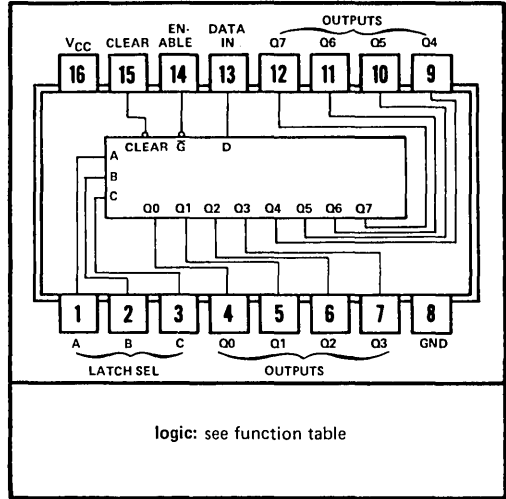 OUTPUTS
VCC CLEAR EN-ABLE DATA IN Q7 Q6 Q5 Q4
16 15 14 13 12 11 10 9
CLEAR G̅ D
A
B
C
Q0 Q1 Q2 Q3 Q4 Q5 Q6 Q7
1 2 3 4 5 6 7 8
A B C Q0 Q1 Q2 Q3 GND
LATCH SEL OUTPUTS
logic: see function table